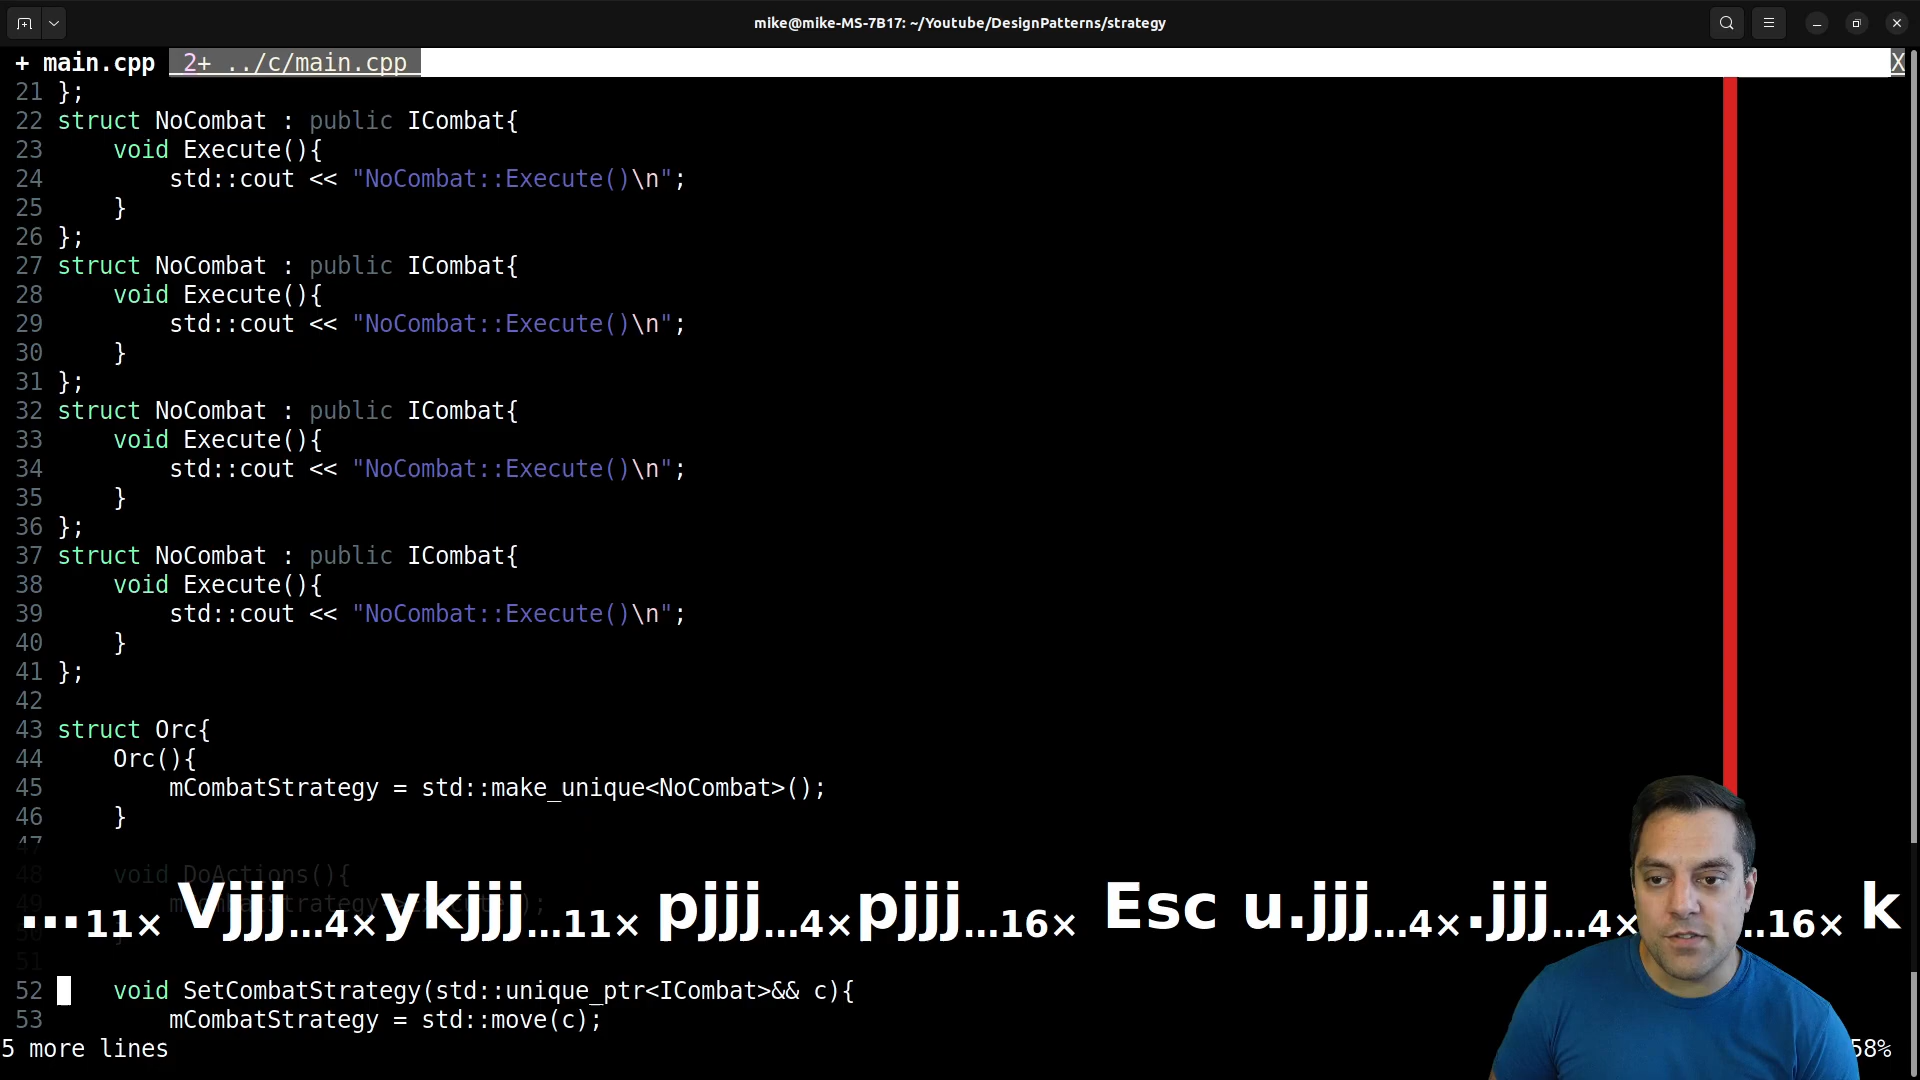 mike@mike-MS-7B17: ~/Youtube/DesignPatterns/strategy
+ main.cpp  2+ ../c/main.cpp  X
21 };
22 struct NoCombat : public ICombat{
23     void Execute(){
24         std::cout << "NoCombat::Execute()\n";
25     }
26 };
27 struct NoCombat : public ICombat{
28     void Execute(){
29         std::cout << "NoCombat::Execute()\n";
30     }
31 };
32 struct NoCombat : public ICombat{
33     void Execute(){
34         std::cout << "NoCombat::Execute()\n";
35     }
36 };
37 struct NoCombat : public ICombat{
38     void Execute(){
39         std::cout << "NoCombat::Execute()\n";
40     }
41 };
42
43 struct Orc{
44     Orc(){
45         mCombatStrategy = std::make_unique<NoCombat>();
46     }
47
48     void DoActions(){
49
...11× Vjjj...4×ykjjj...11× pjjj...4×pjjj...16× Esc u.jjj...4×.jjj...4× ..16× k
51
52     void SetCombatStrategy(std::unique_ptr<ICombat>&& c){
53         mCombatStrategy = std::move(c);
5 more lines 58%